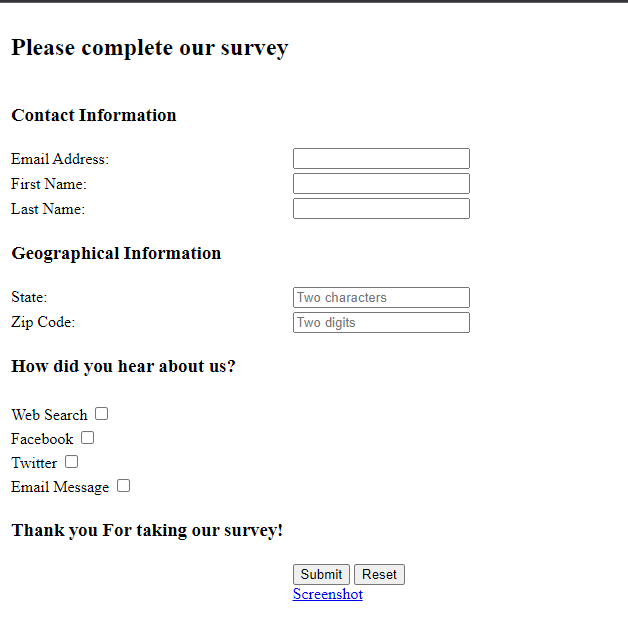 Please complete our survey
Contact Information
Email Address:
First Name:
Last Name:
Geographical Information
State: Two characters
Zip Code: Two digits
How did you hear about us?
Web Search
Facebook
Twitter
Email Message
Thank you For taking our survey!
Submit Reset
Screenshot